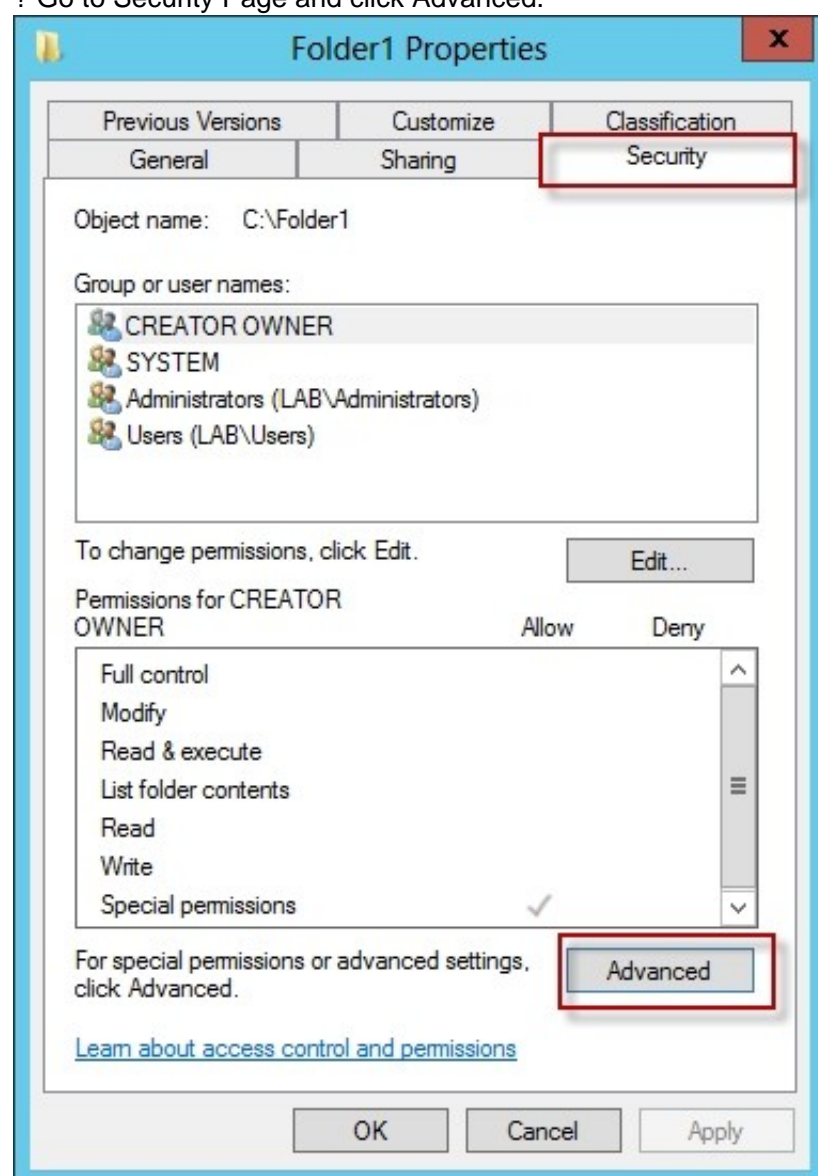 ! Go to Security Page and click Advanced.
Folder1 Properties
x
Previous Versions Customize Classification
General Sharing Security
Object name: C:\Folder1
Group or user names:
CREATOR OWNER
SYSTEM
Administrators (LAB\Administrators)
Users (LAB\Users)
To change permissions, click Edit.
Edit...
Permissions for CREATOR
OWNER Allow Deny
Full control
Modify
Read & execute
List folder contents
Read
Write
Special permissions
For special permissions or advanced settings,
click Advanced.
Advanced
Learn about access control and permissions
OK Cancel Apply